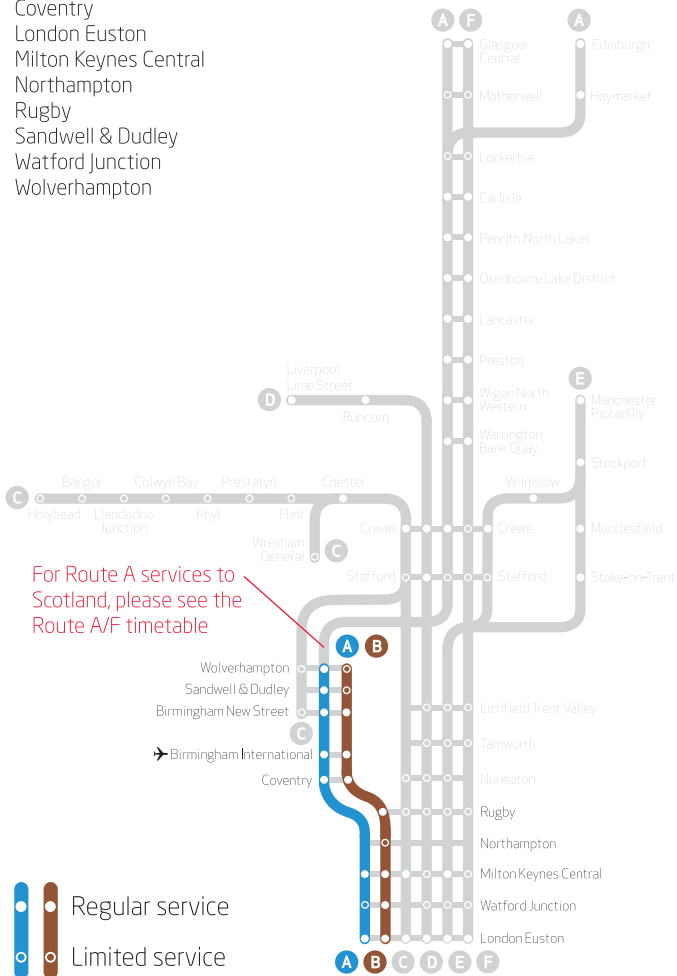 Coventry
London Euston
Milton Keynes Central
Northampton
Rugby
Sandwell & Dudley
Watford Junction
Wolverhampton
A F A
Glasgow
Central
Edinburgh
Motherwell
Haymarket
Lockerbie
Carlisle
Penrith North Lakes
Oxenholme Lake District
Lancaster
Preston
Liverpool
Lime Street
D
Runcorn
E
Wigan North
Western
Manchester
Piccadilly
Warrington
Bank Quay
Stockport
Bangor Colwyn Bay Prestatyn Chester Wilmslow
C
Holyhead Llandudno
Junction
Rhyl Flint
Wrexham
General
C
Crewe Crewe Macclesfield
Stafford Stafford Stoke-on-Trent
For Route A services to
Scotland, please see the
Route A/F timetable
A B
Wolverhampton
Sandwell & Dudley
Birmingham New Street
C
Lichfield Trent Valley
Tamworth
Birmingham International
Coventry
Nuneaton
Rugby
Northampton
Milton Keynes Central
Watford Junction
London Euston
Regular service
Limited service
A B C D E F